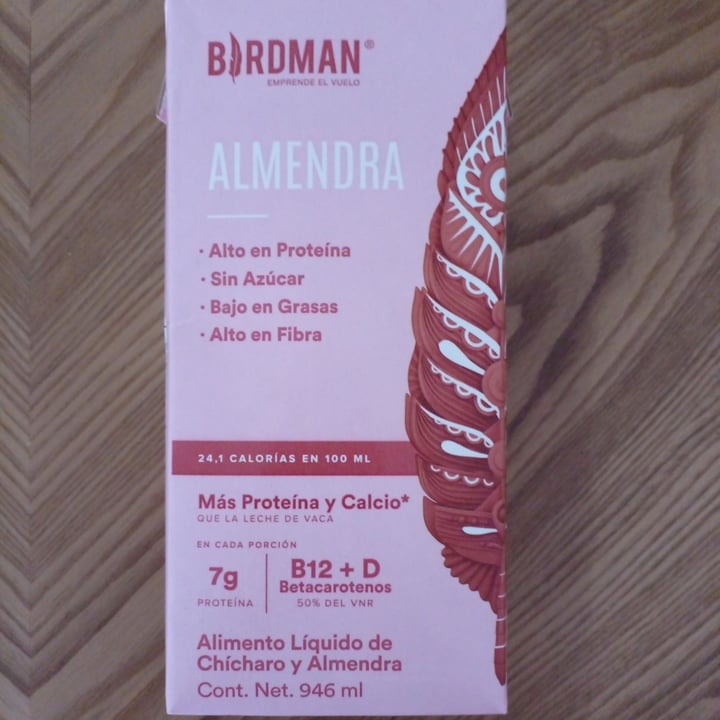 BIRDMAN®
EMPRENDE EL VUELO
ALMENDRA
· Alto en Proteína
· Sin Azúcar
· Bajo en Grasas
· Alto en Fibra
24,1 CALORÍAS EN 100 ML
Más Proteína y Calcio*
QUE LA LECHE DE VACA
EN CADA PORCIÓN
7g
PROTEÍNA
B12 + D
Betacarotenos
50% DEL VNR
Alimento Líquido de
Chícharo y Almendra
Cont. Net. 946 ml